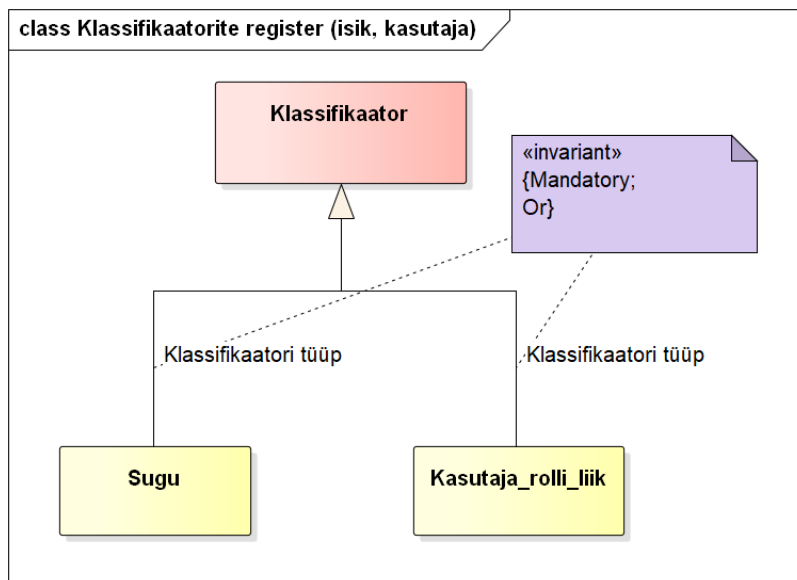 class Klassifikaatorite register (isik, kasutaja)
Klassifikaator
«invariant»
{Mandatory;
Or}
Klassifikaatori tüüp
Klassifikaatori tüüp
Sugu
Kasutaja_rolli_liik